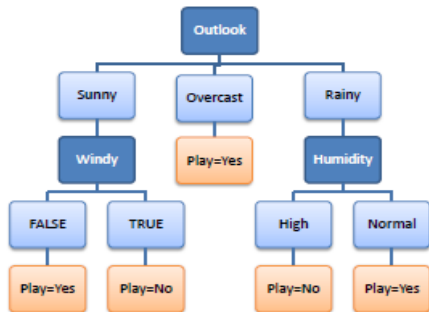 Outlook
Sunny
Overcast
Rainy
Windy
Play=Yes
Humidity
FALSE
TRUE
High
Normal
Play=Yes
Play=No
Play=No
Play=Yes